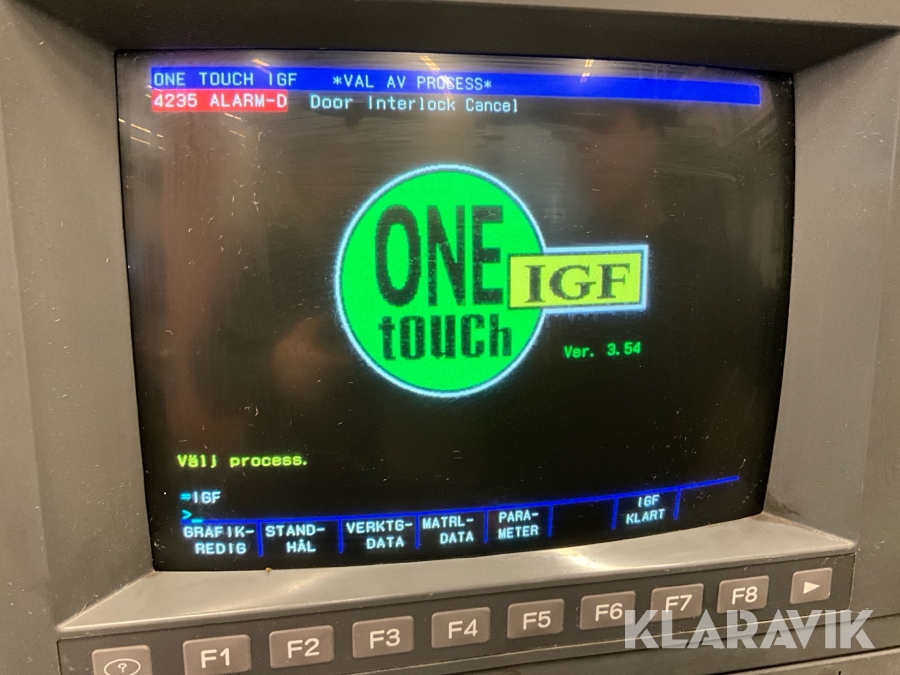 ONE TOUCH IGF *VAL AV PROCESS*
4235 ALARM-D Door Interlock Cancel
ONE
touch
IGF
Ver. 3.54
Välj process.
=IGF
>_
GRAFIK-
REDIG
STAND-
HÅL
VERKTG-
DATA
MATRL-
DATA
PARA-
METER
IGF
KLART
?
F1 F2 F3 F4 F5 F6 F7 F8
KLARAVIK